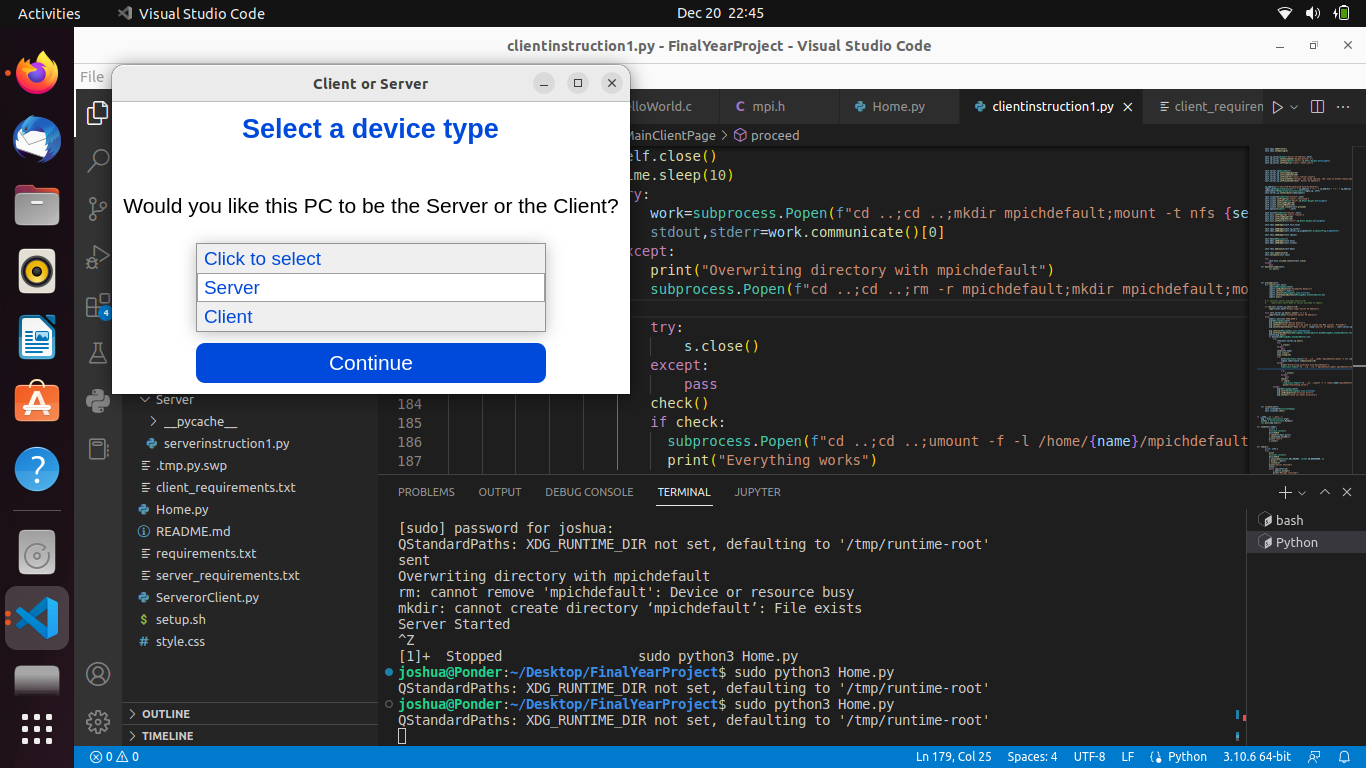 Activities Visual Studio Code Dec 20 22:45
clientinstruction1.py - FinalYearProject - Visual Studio Code
File
Client or Server
Select a device type
Would you like this PC to be the Server or the Client?
Click to select
Server
Client
Continue
elloWorld.c mpi.h Home.py clientinstruction1.py client_requirem
MainClientPage > proceed
elf.close()
me.sleep(10)
ry:
work=subprocess.Popen(f"cd ..;cd ..;mkdir mpichdefault;mount -t nfs {se
stdout,stderr=work.communicate()[0]
xcept:
print("Overwriting directory with mpichdefault")
subprocess.Popen(f"cd ..;cd ..;rm -r mpichdefault;mkdir mpichdefault;mo
try:
s.close()
except:
pass
184 check()
185 if check:
186 subprocess.Popen(f"cd ..;cd ..;umount -f -l /home/{name}/mpichdefault
187 print("Everything works")
4
Server
__pycache__
serverinstruction1.py
.tmp.py.swp
client_requirements.txt
Home.py
README.md
requirements.txt
server_requirements.txt
ServerorClient.py
$ setup.sh
# style.css
OUTLINE
TIMELINE
PROBLEMS OUTPUT DEBUG CONSOLE TERMINAL JUPYTER
bash
Python
[sudo] password for joshua:
QStandardPaths: XDG_RUNTIME_DIR not set, defaulting to '/tmp/runtime-root'
sent
Overwriting directory with mpichdefault
rm: cannot remove 'mpichdefault': Device or resource busy
mkdir: cannot create directory ‘mpichdefault’: File exists
Server Started
^Z
[1]+ Stopped sudo python3 Home.py
joshua@Ponder:~/Desktop/FinalYearProject$ sudo python3 Home.py
QStandardPaths: XDG_RUNTIME_DIR not set, defaulting to '/tmp/runtime-root'
joshua@Ponder:~/Desktop/FinalYearProject$ sudo python3 Home.py
QStandardPaths: XDG_RUNTIME_DIR not set, defaulting to '/tmp/runtime-root'
0 0 Ln 179, Col 25 Spaces: 4 UTF-8 LF Python 3.10.6 64-bit